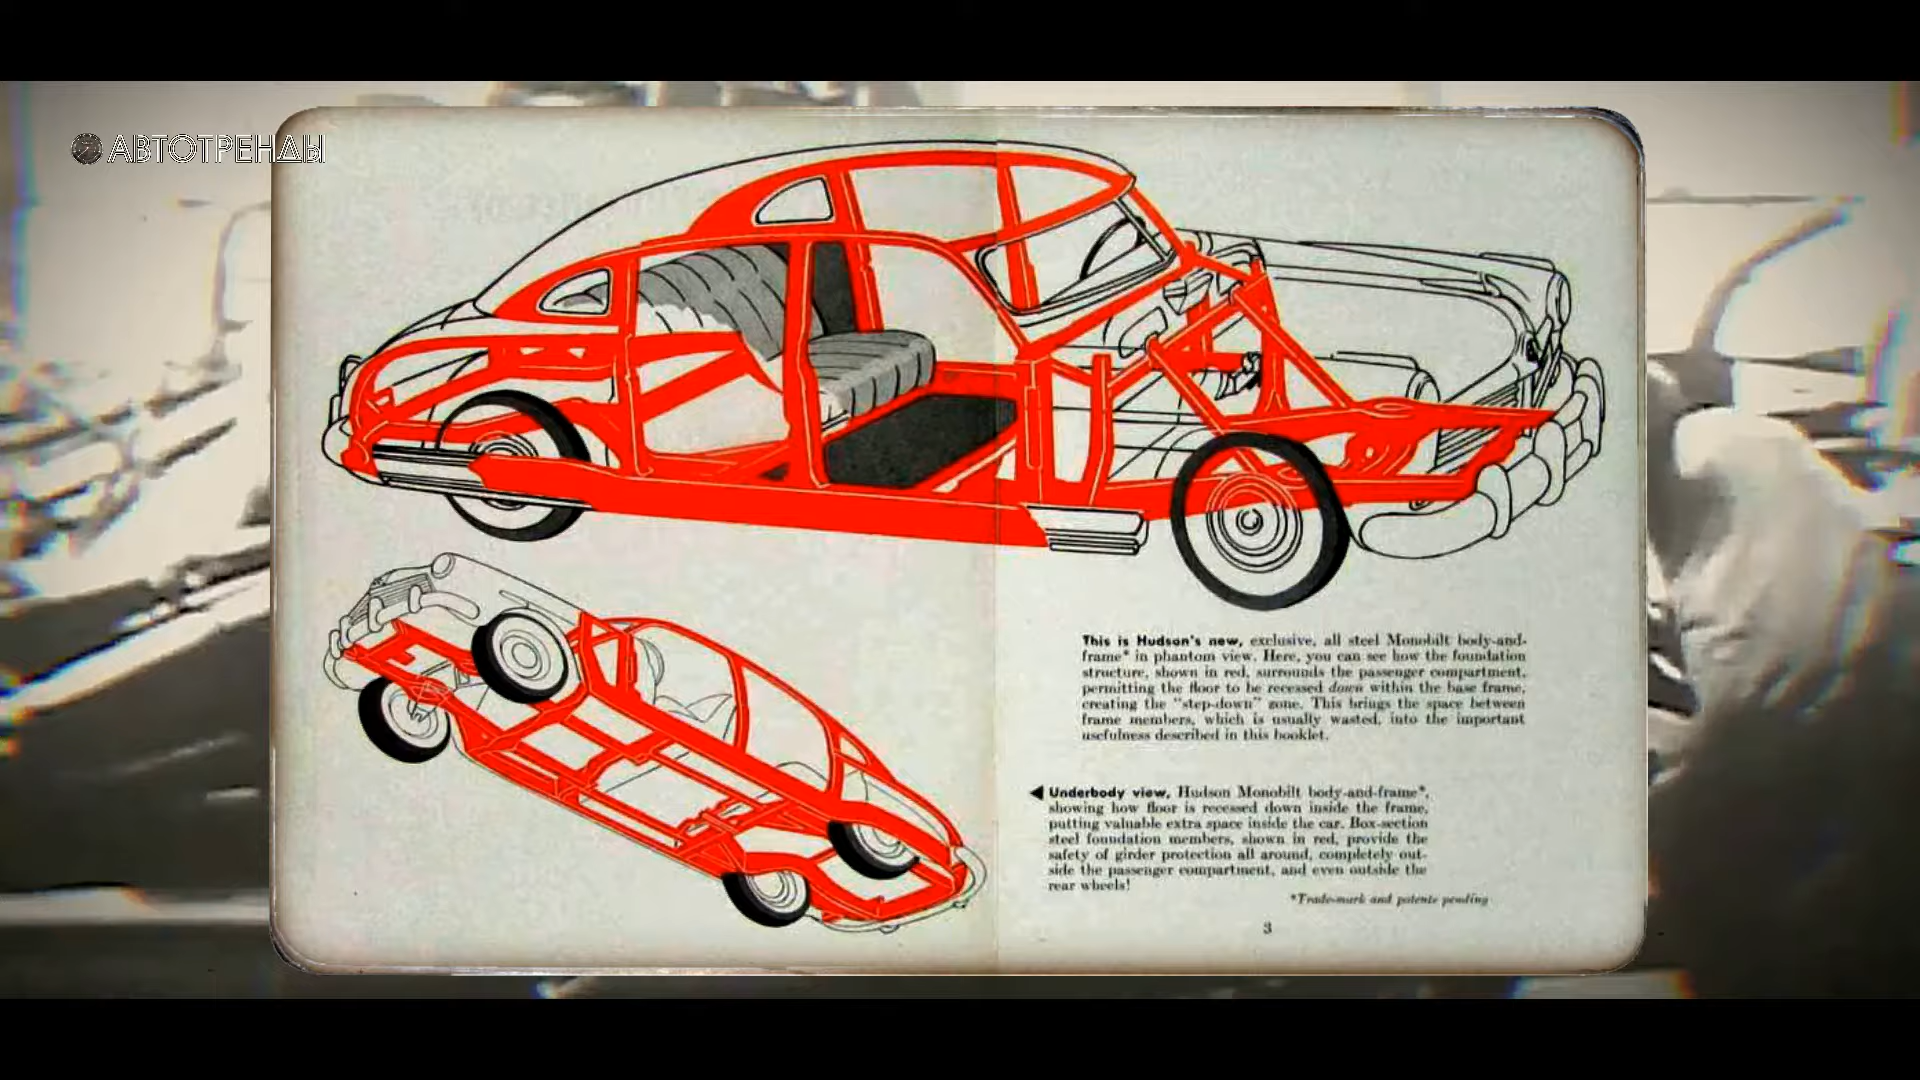 АВТОТРЕНДЫ
This is Hudson's new, exclusive, all steel Monobilt body-and-
frame* in phantom view. Here, you can see how the foundation
structure, shown in red, surrounds the passenger compartment,
permitting the floor to be recessed down within the base frame,
creating the "step-down" zone. This brings the space between
frame members, which is usually wasted, into the important
usefulness described in this booklet.
◀ Underbody view, Hudson Monobilt body-and-frame*,
showing how floor is recessed down inside the frame,
putting valuable extra space inside the car. Box-section
steel foundation members, shown in red, provide the
safety of girder protection all around, completely out-
side the passenger compartment, and even outside the
rear wheels!
*Trade-mark and patents pending
3